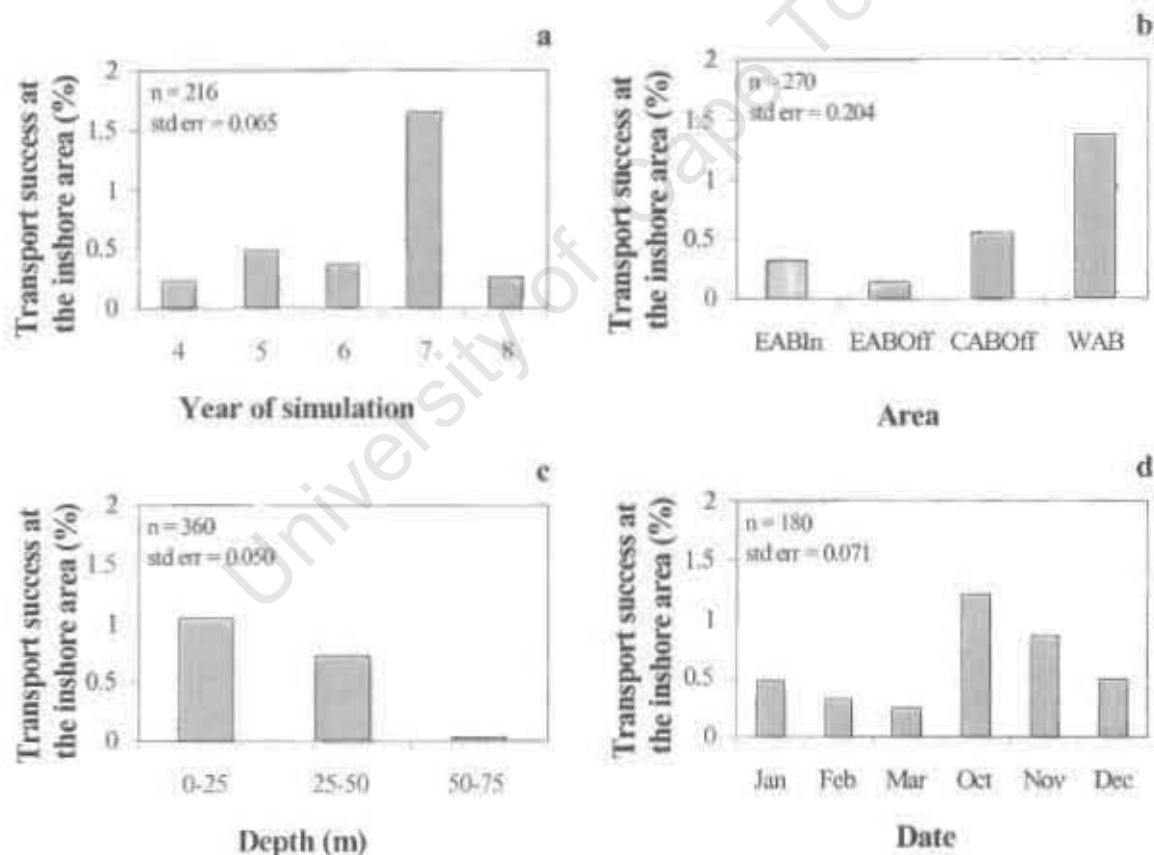 a
Transport success at
the inshore area (%)
2
1.5
1
0.5
0
n = 216
std err = 0.065
4 5 6 7 8
Year of simulation
b
Transport success at
the inshore area (%)
2
1.5
1
0.5
0
n = 270
std err = 0.204
EABIn EABOff CABOff WAB
Area
c
Transport success at
the inshore area (%)
2
1.5
1
0.5
0
n = 360
std err = 0.050
0-25 25-50 50-75
Depth (m)
d
Transport success at
the inshore area (%)
2
1.5
1
0.5
0
n = 180
std err = 0.071
Jan Feb Mar Oct Nov Dec
Date
University of Cape To